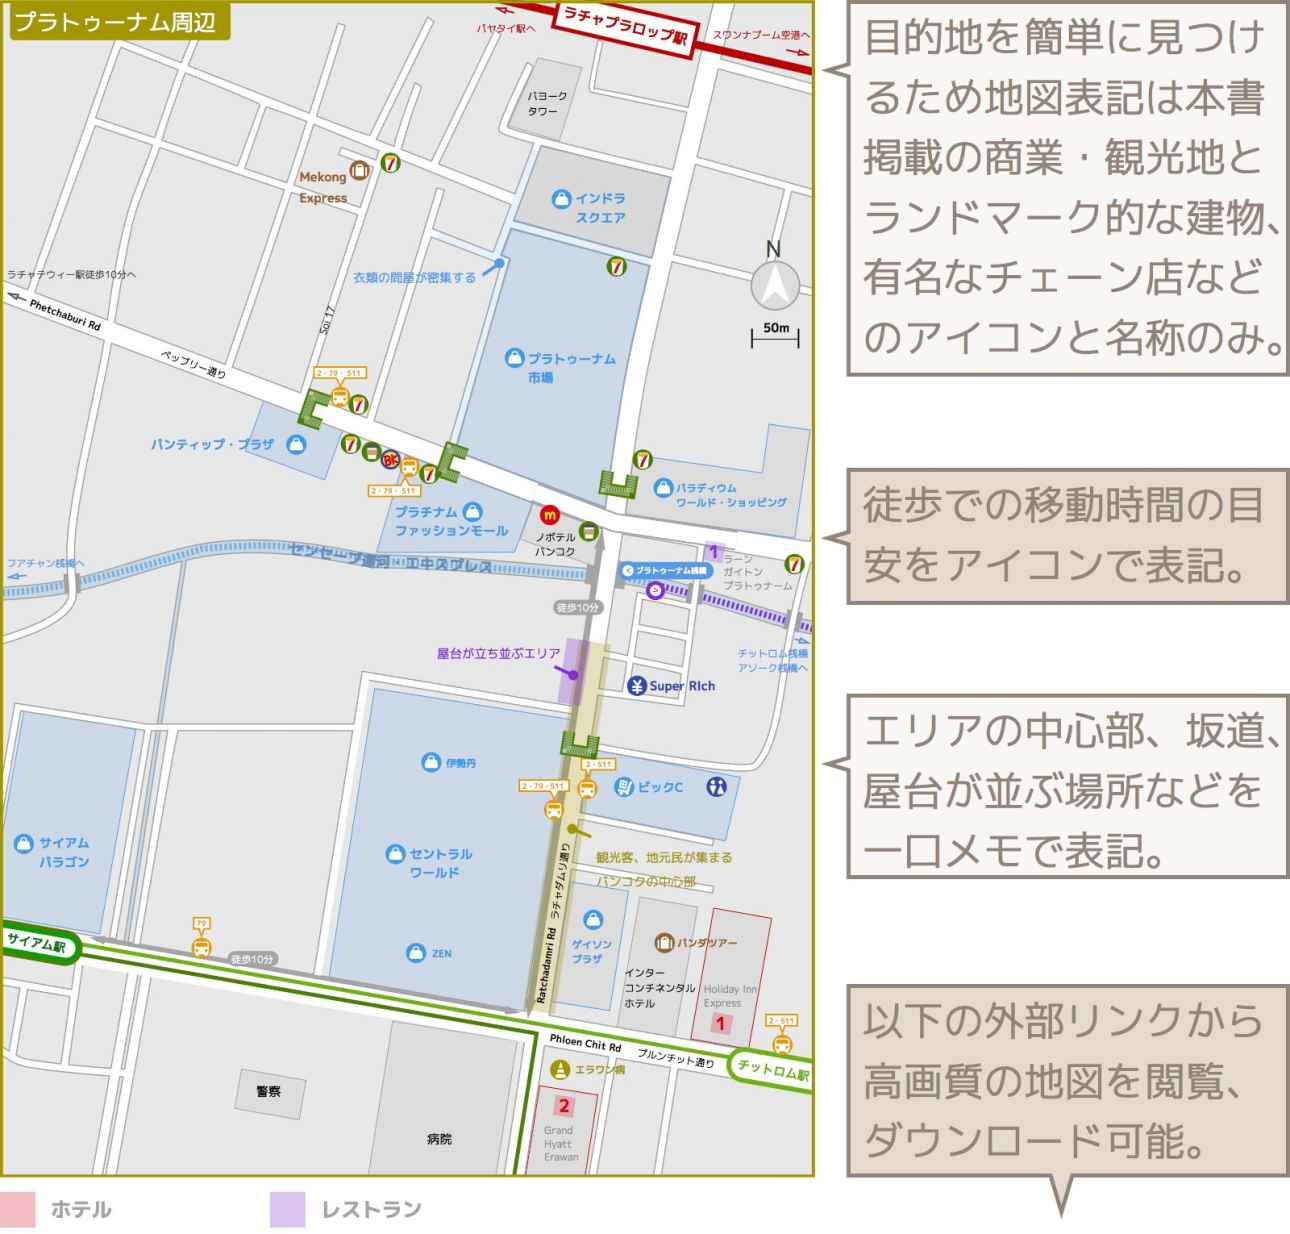 プラトゥーナム周辺
パヤタイ駅へ
ラチャプラロップ駅
スワンナプーム空港へ
バヨーク
タワー
Mekong
Express
インドラ
スクエア
N
50m
ラチャテウィー駅徒歩10分へ
衣類の問屋が密集する
Phetchaburi Rd
ペッブリー通り
Soi 17
プラトゥーナム
市場
2・79・511
パンティップ・プラザ
BK
2・79・511
プラチナム
ファッションモール
パラディウム
ワールド・ショッピング
m
ノボテル
バンコク
1
ラーン
ガイトン
プラトゥナーム
センセーブ運河 エキスプレス
プラトゥーナム桟橋
フアチャン桟橋へ
徒歩10分
チットロム桟橋
アソーク桟橋へ
屋台が立ち並ぶエリア
Super RIch
伊勢丹
2・511
2・79・511
ビックC
サイアム
パラゴン
セントラル
ワールド
観光客、地元民が集まる
バンコクの中心部
Ratchadamri Rd ラチャダムリ通り
79
サイアム駅
徒歩10分
ZEN
ゲイソン
プラザ
パンダツアー
インター
コンチネンタル
ホテル
Holiday Inn
Express
1
2・511
Phloen Chit Rd プルンチット通り
チットロム駅
エラワン廟
警察
病院
2
Grand
Hyatt
Erawan
ホテル
レストラン
目的地を簡単に見つけ
るため地図表記は本書
掲載の商業・観光地と
ランドマーク的な建物、
有名なチェーン店など
のアイコンと名称のみ。
徒歩での移動時間の目
安をアイコンで表記。
エリアの中心部、坂道、
屋台が並ぶ場所などを
一口メモで表記。
以下の外部リンクから
高画質の地図を閲覧、
ダウンロード可能。